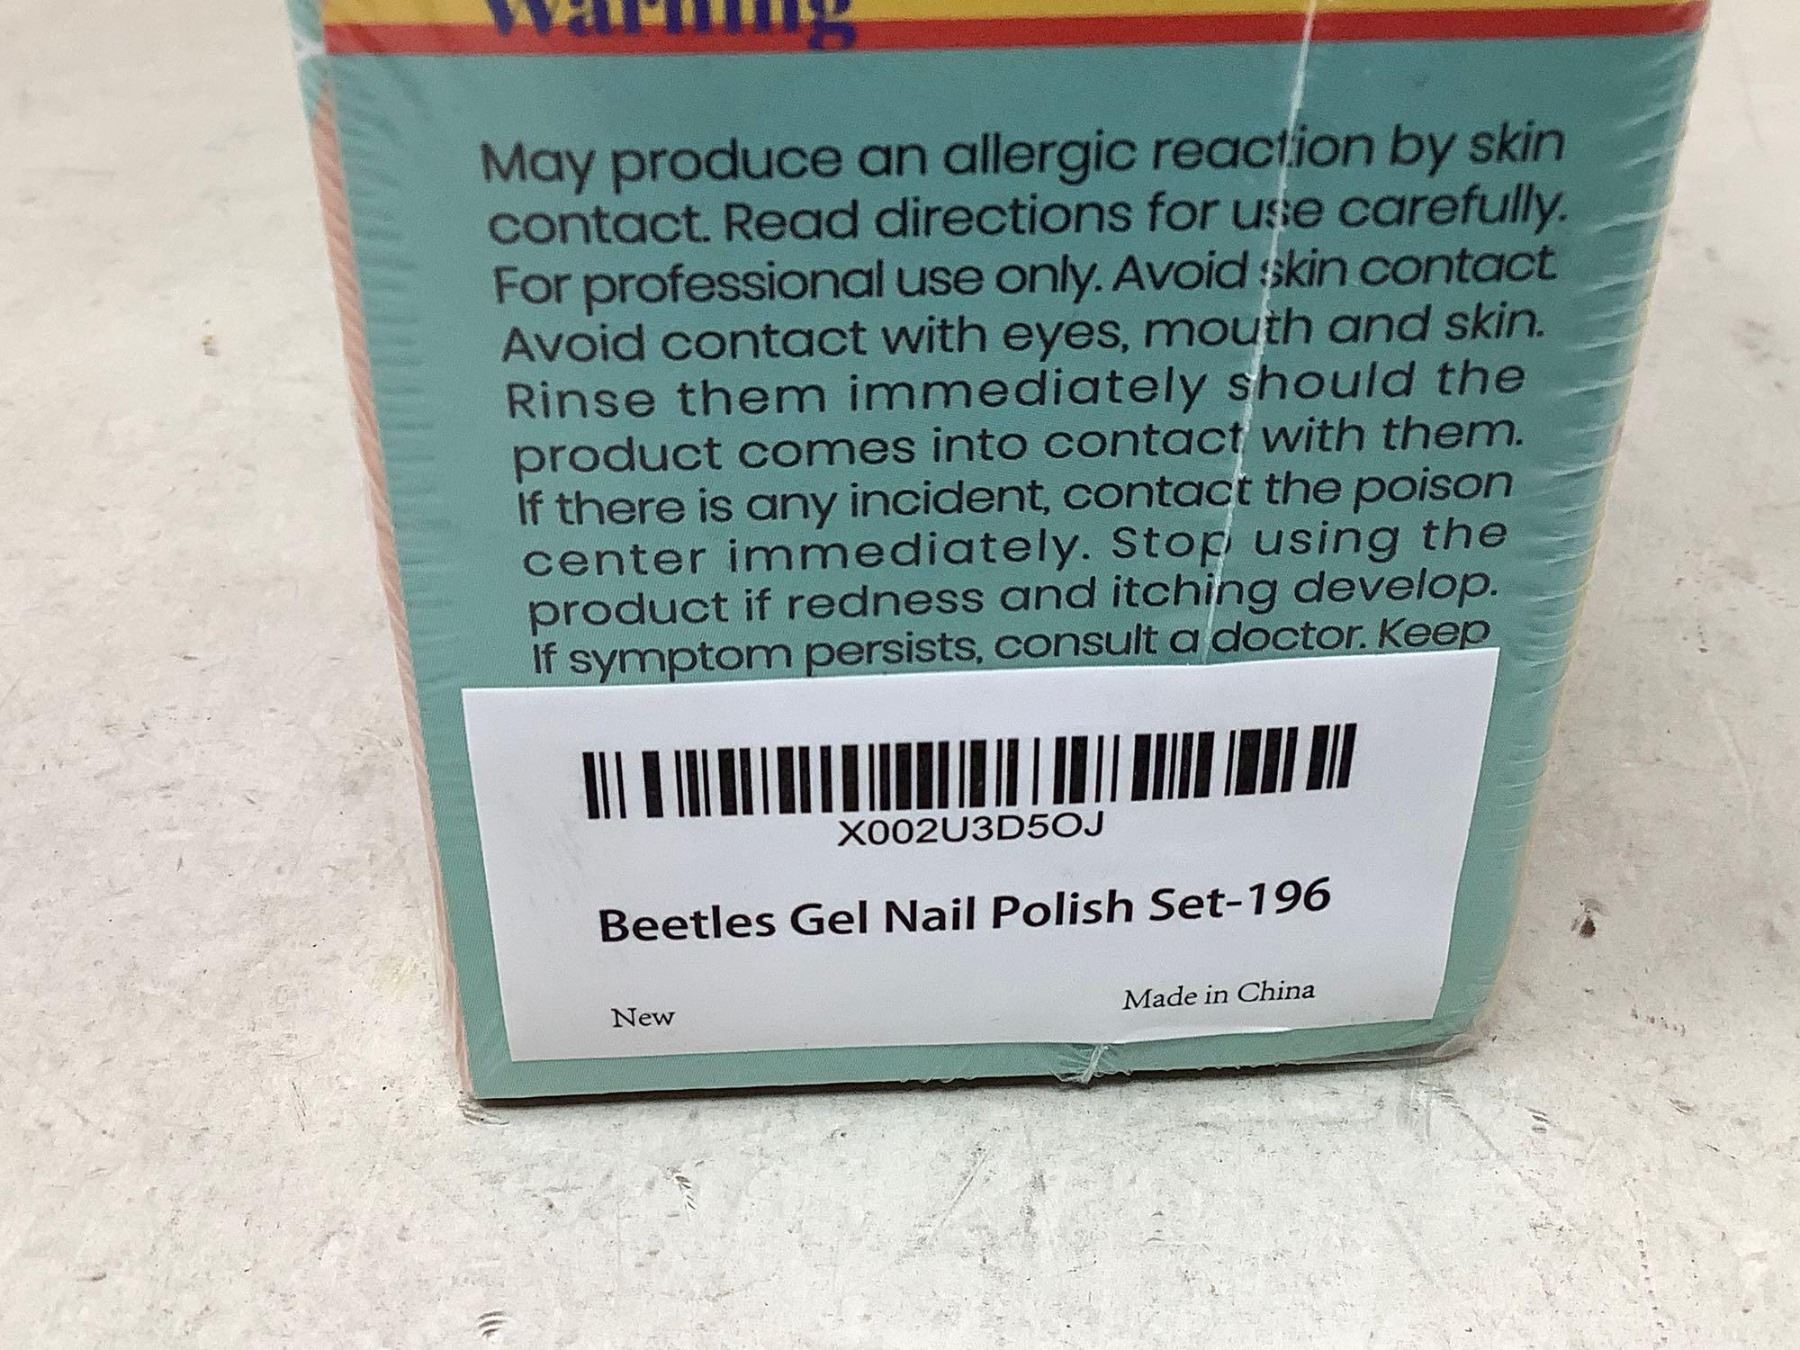 Warning
May produce an allergic reaction by skin
contact. Read directions for use carefully.
For professional use only. Avoid skin contact
Avoid contact with eyes, mouth and skin.
Rinse them immediately should the
product comes into contact with them.
If there is any incident, contact the poison
center immediately. Stop using the
product if redness and itching develop.
If symptom persists, consult a doctor. Keep
X002U3D5OJ
Beetles Gel Nail Polish Set-196
New
Made in China